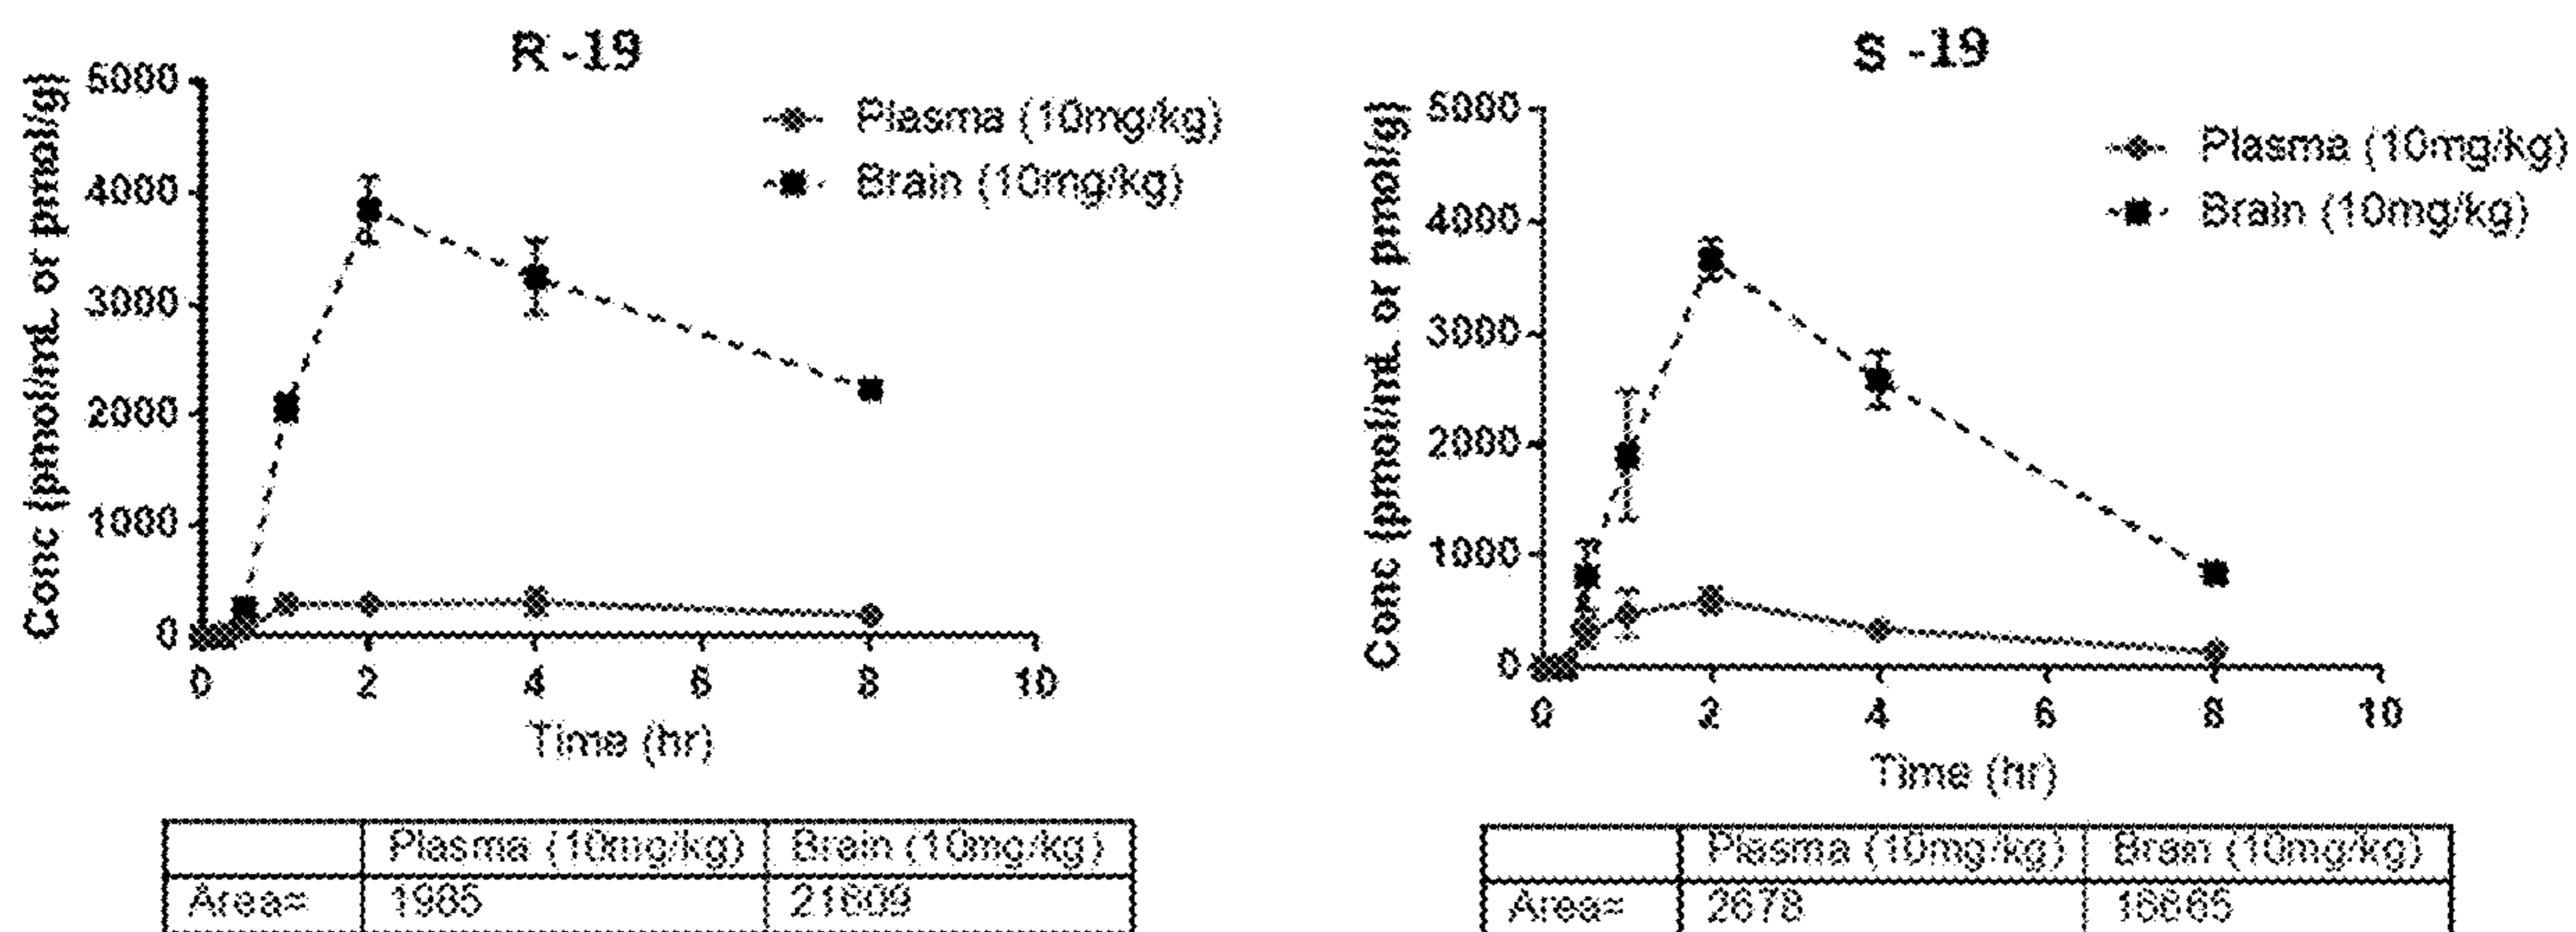 R -19
Conc (pmol/mL or pmol/g)
5000
4000
3000
2000
1000
0
Plasma (10mg/kg)
Brain (10mg/kg)
0 2 4 6 8 10
Time (hr)
Plasma (10mg/kg) Brain (10mg/kg)
Area= 1985 21609
S -19
Conc (pmol/mL or pmol/g)
5000
4000
3000
2000
1000
0
Plasma (10mg/kg)
Brain (10mg/kg)
0 2 4 6 8 10
Time (hr)
Plasma (10mg/kg) Brain (10mg/kg)
Area= 2678 16665